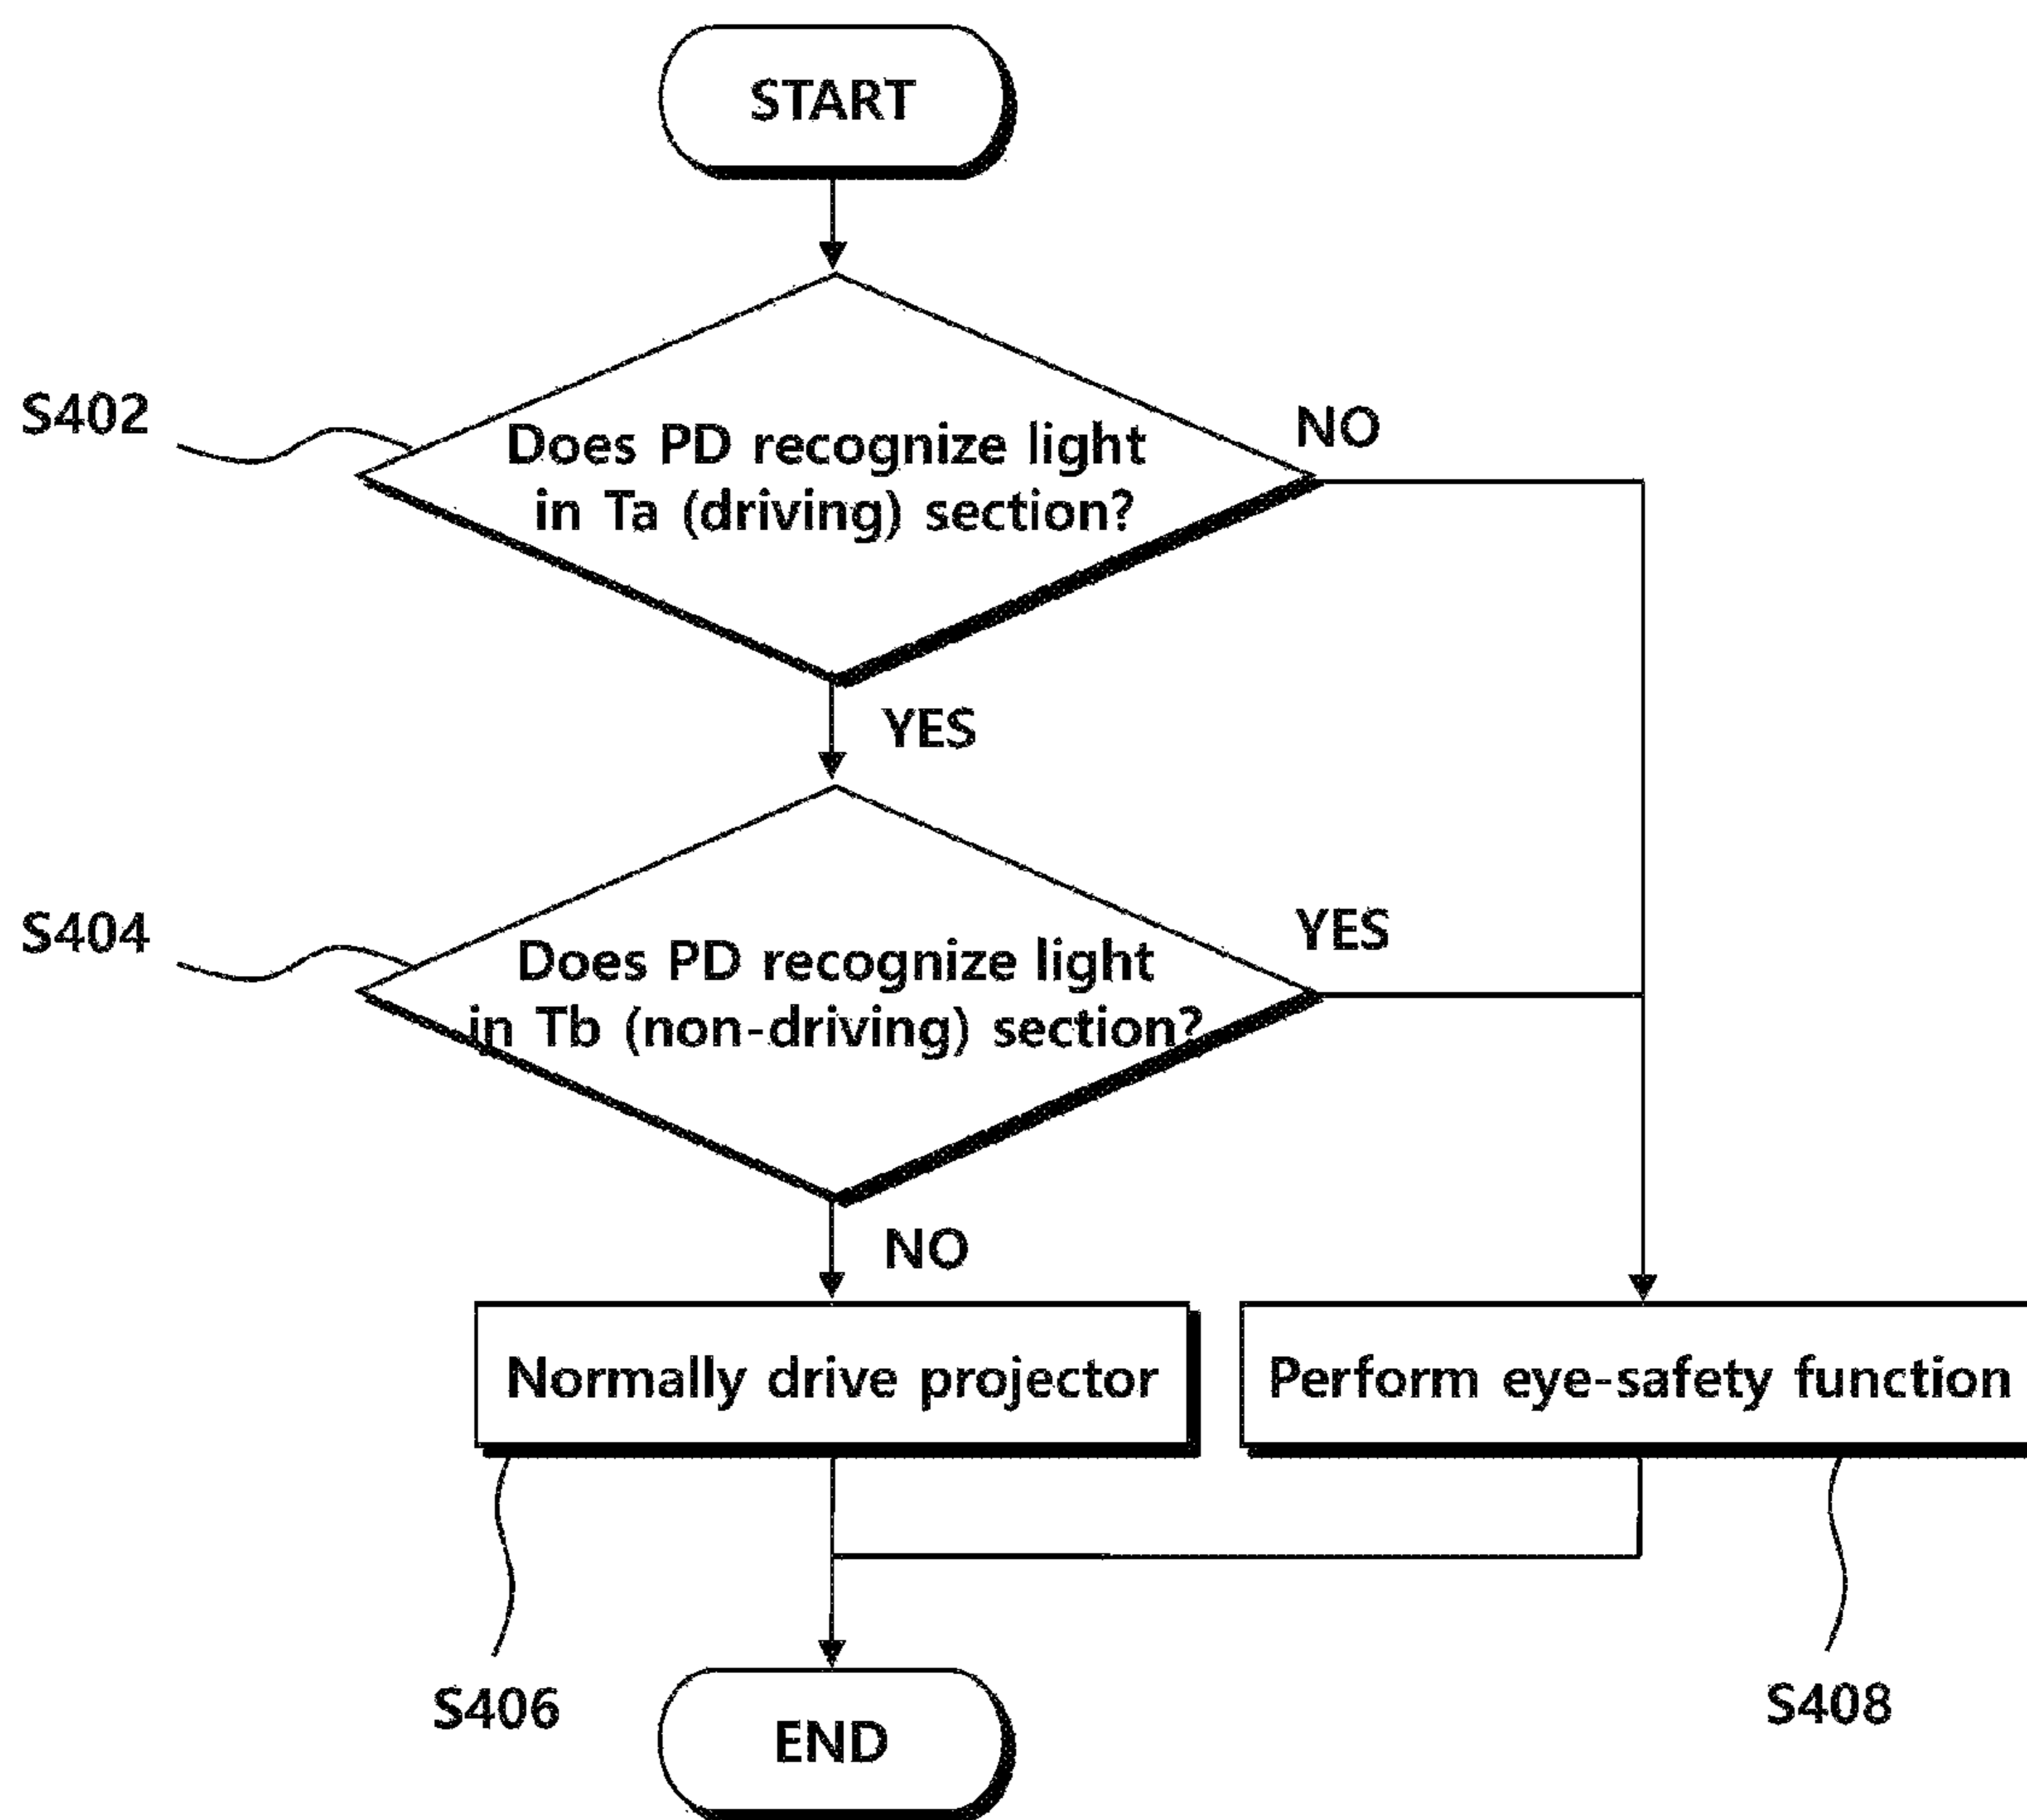 START
S402
Does PD recognize light
in Ta (driving) section?
NO
YES
S404
Does PD recognize light
in Tb (non-driving) section?
YES
NO
Normally drive projector
Perform eye-safety function
S406
S408
END